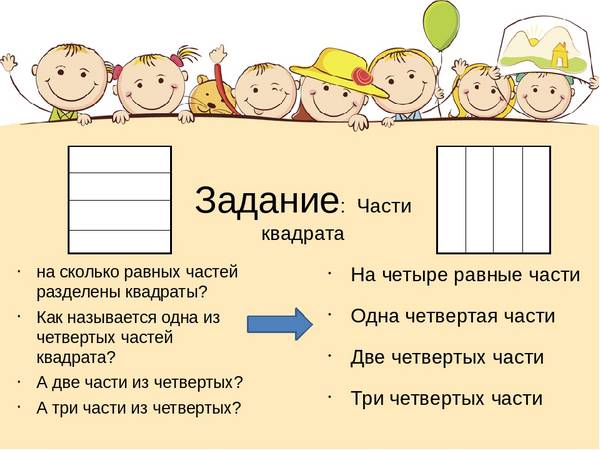 Задание: Части
квадрата
на сколько равных частей
разделены квадраты?
Как называется одна из
четвертых частей
квадрата?
А две части из четвертых?
А три части из четвертых?
На четыре равные части
Одна четвертая части
Две четвертых части
Три четвертых части